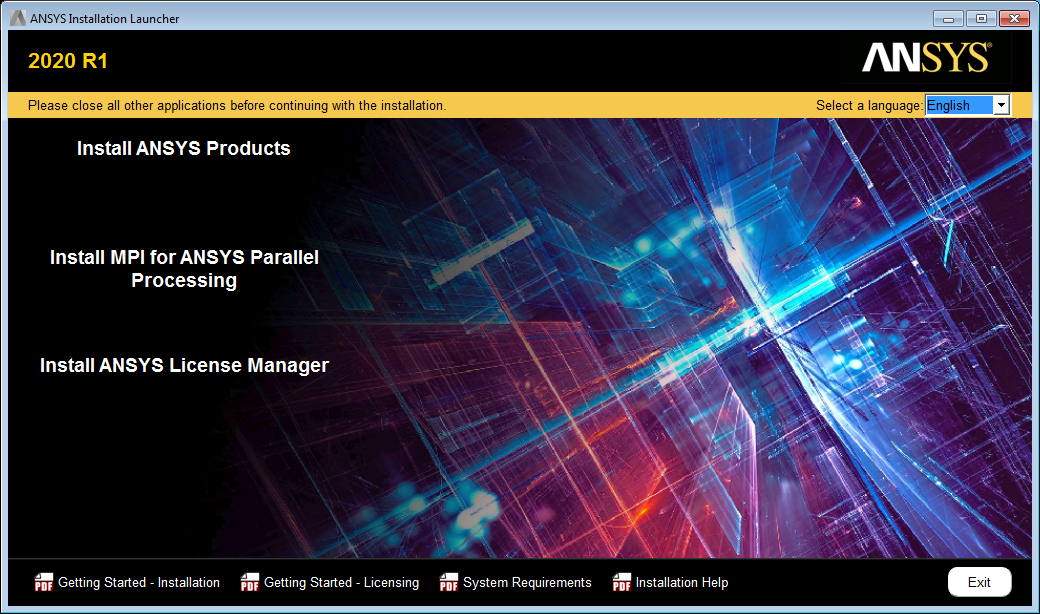 ANSYS Installation Launcher
2020 R1
ANSYS®
Please close all other applications before continuing with the installation.
Select a language: English
Install ANSYS Products
Install MPI for ANSYS Parallel
Processing
Install ANSYS License Manager
PDF Getting Started - Installation
PDF Getting Started - Licensing
PDF System Requirements
PDF Installation Help
Exit